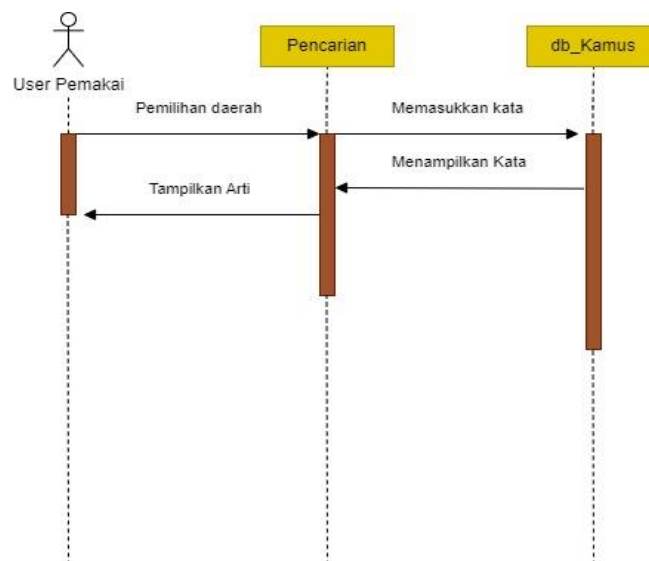 Pencarian
db_Kamus
User Pemakai
Pemilihan daerah
Memasukkan kata
Menampilkan Kata
Tampilkan Arti